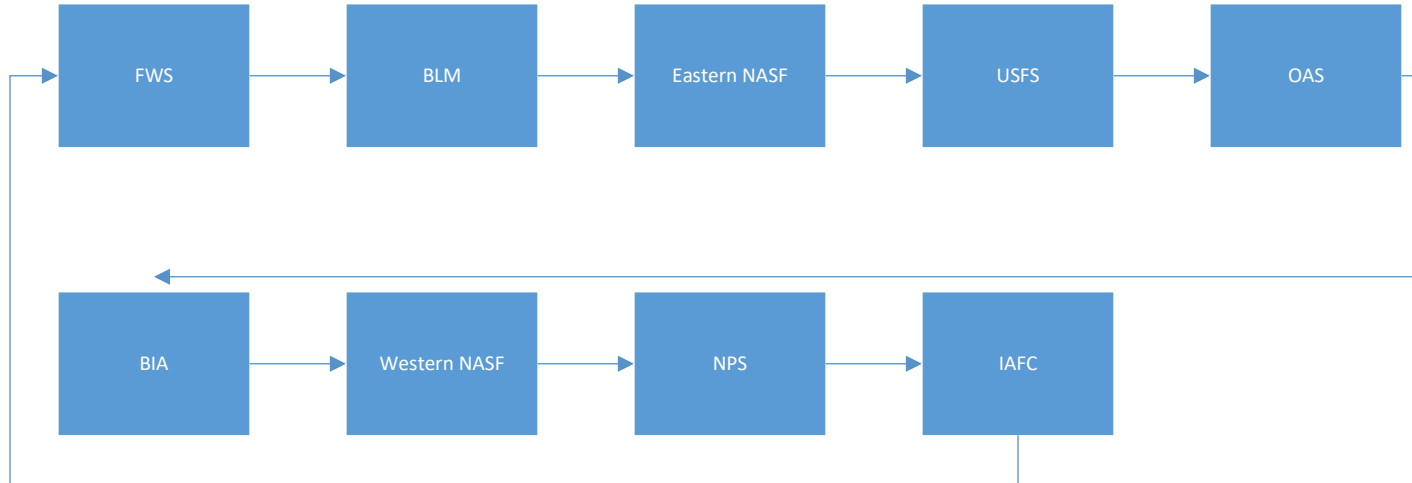 FWS
BLM
Eastern NASF
USFS
OAS
BIA
Western NASF
NPS
IAFC